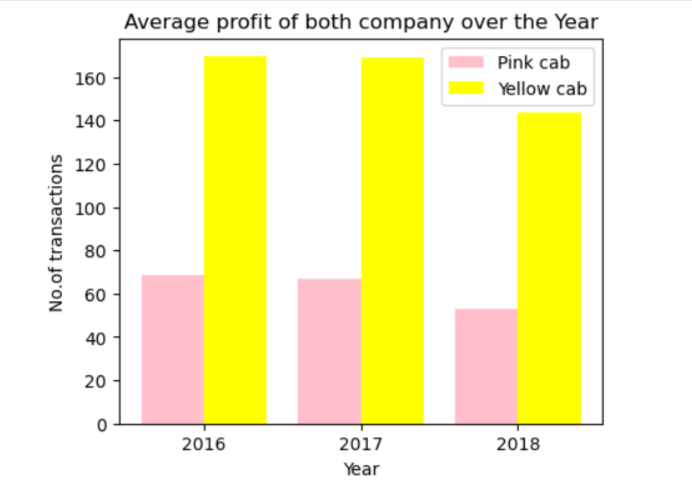 Average profit of both company over the Year
Pink cab
Yellow cab
160
140
120
100
80
60
40
20
0
No.of transactions
2016 2017 2018
Year